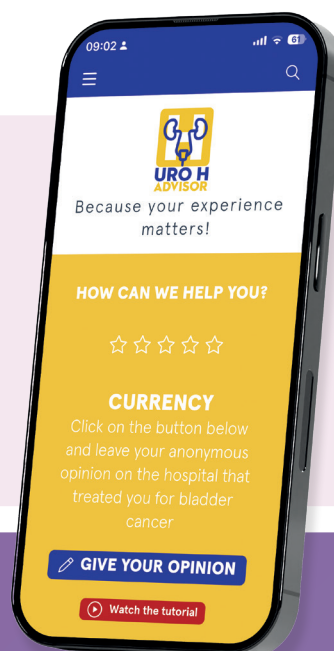 09:02
61
URO H
ADVISOR
Because your experience
matters!
HOW CAN WE HELP YOU?
CURRENCY
Click on the button below
and leave your anonymous
opinion on the hospital that
treated you for bladder
cancer
GIVE YOUR OPINION
Watch the tutorial